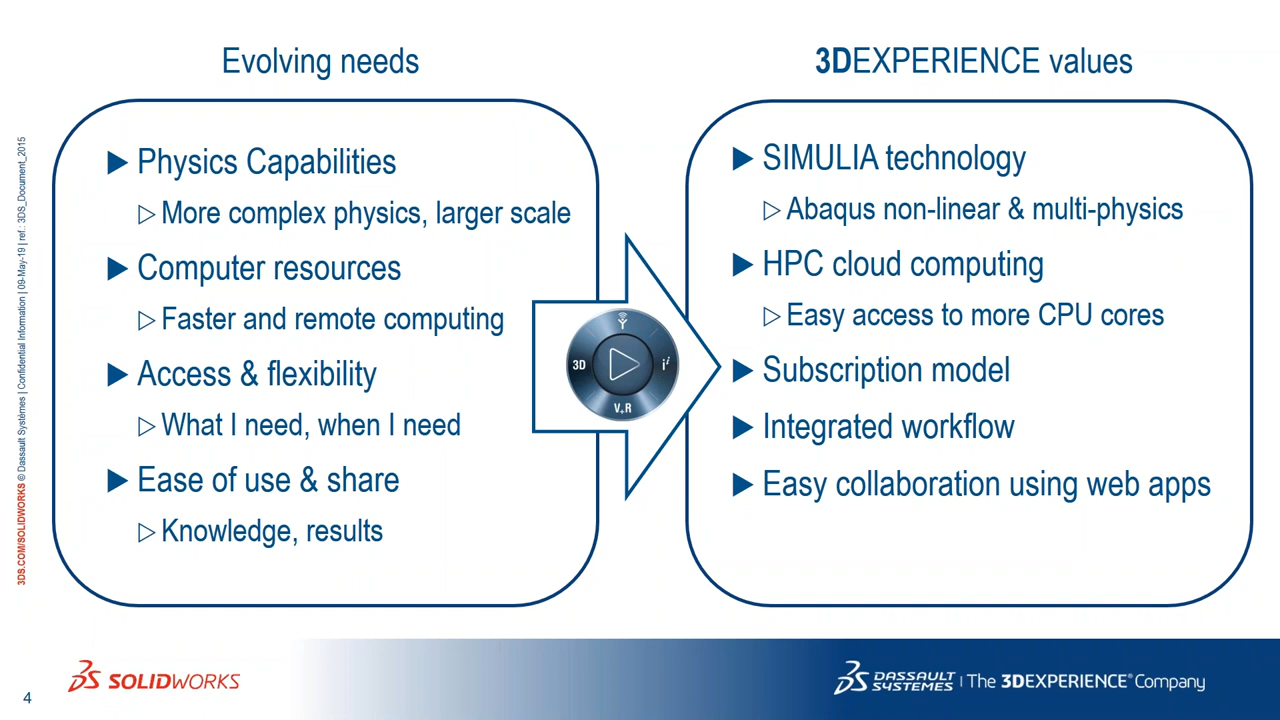 Evolving needs
3DEXPERIENCE values
▶ Physics Capabilities
▷ More complex physics, larger scale
▶ Computer resources
▷ Faster and remote computing
▶ Access & flexibility
▷ What I need, when I need
▶ Ease of use & share
▷ Knowledge, results
3D
i i
V+R
▶ SIMULIA technology
▷ Abaqus non-linear & multi-physics
▶ HPC cloud computing
▷ Easy access to more CPU cores
▶ Subscription model
▶ Integrated workflow
▶ Easy collaboration using web apps
3DS.COM/SOLIDWORKS © Dassault Systèmes | Confidential Information | 09-May-19 | ref.: 3DS_Document_2015
4
3DS SOLIDWORKS
3DS DASSAULT SYSTEMES | The 3DEXPERIENCE® Company